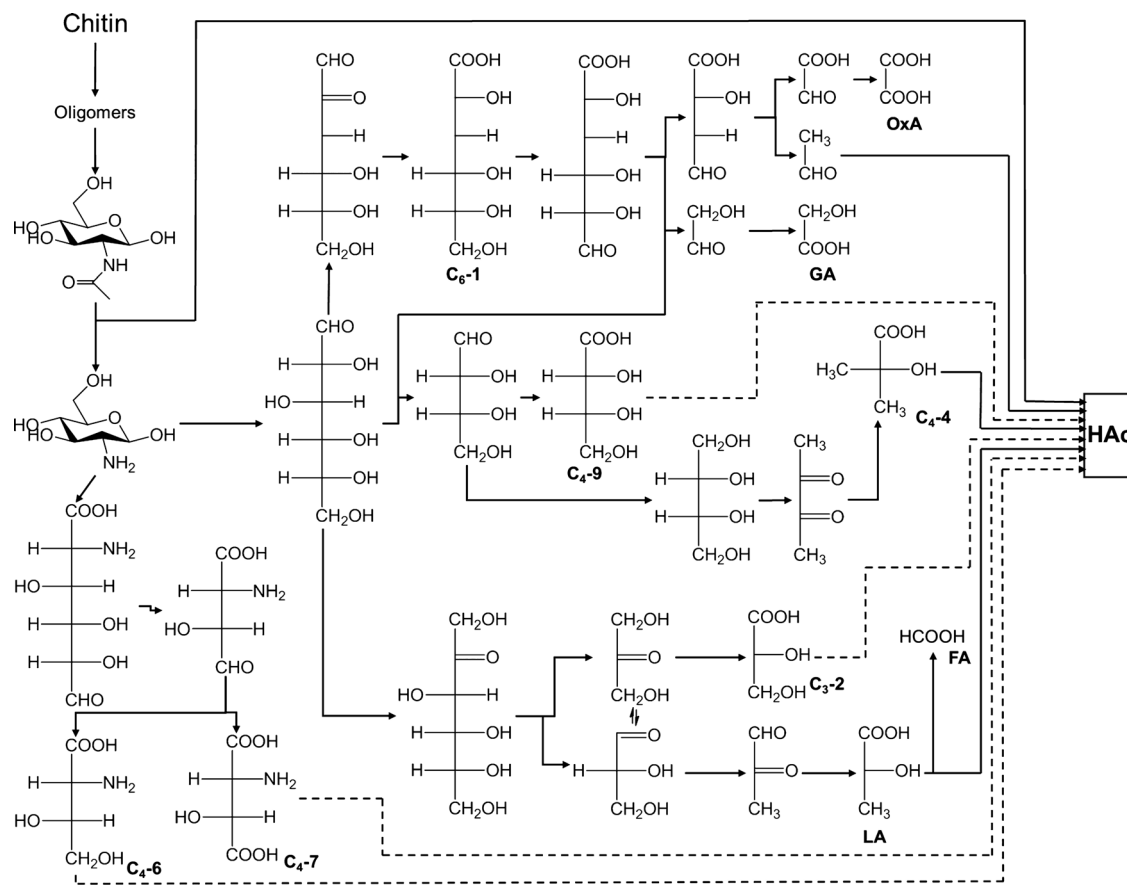 Chitin
Oligomers
OH
HO
HO
O
OH
NH
O
OH
HO
HO
O
OH
NH₂
COOH
H NH₂
HO H
H OH
H OH
CHO
COOH
H NH₂
HO H
CHO
COOH
H NH₂
HO H
CH₂OH
C₄-6
COOH
H NH₂
HO H
COOH
C₄-7
CHO
O
H
H OH
H OH
CH₂OH
COOH
OH
H
H OH
H OH
CH₂OH
C₆-1
COOH
OH
H
H OH
H OH
CHO
COOH
OH
H
CHO
COOH
CHO
COOH
COOH
OxA
CH₃
CHO
CH₂OH
CHO
CH₂OH
COOH
GA
CHO
H OH
HO H
H OH
H OH
CH₂OH
CHO
H OH
H OH
CH₂OH
COOH
H OH
H OH
CH₂OH
C₄-9
CH₂OH
H OH
H OH
CH₂OH
CH₃
O
O
CH₃
COOH
H₃C OH
CH₃
C₄-4
HAc
CH₂OH
O
HO H
H OH
H OH
CH₂OH
CH₂OH
O
CH₂OH
COOH
OH
CH₂OH
C₃-2
O
H OH
CH₂OH
CHO
O
CH₃
COOH
OH
CH₃
LA
HCOOH
FA